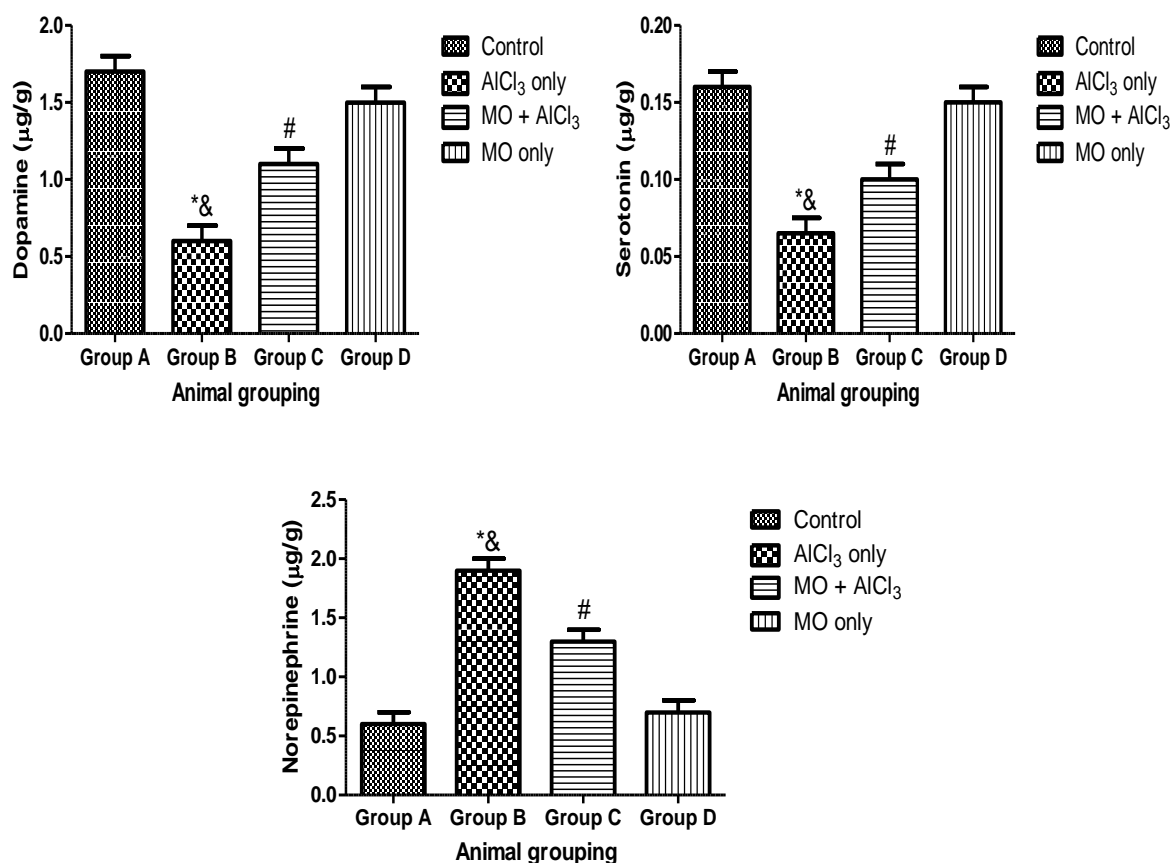 2.0
1.5
1.0
0.5
0.0
Dopamine (µg/g)
*&
#
Group A Group B Group C Group D
Animal grouping
Control
AlCl₃ only
MO + AlCl₃
MO only
0.20
0.15
0.10
0.05
0.00
Serotonin (µg/g)
*&
#
Group A Group B Group C Group D
Animal grouping
Control
AlCl₃ only
MO + AlCl₃
MO only
2.5
2.0
1.5
1.0
0.5
0.0
Norepinephrine (µg/g)
*&
#
Group A Group B Group C Group D
Animal grouping
Control
AlCl₃ only
MO + AlCl₃
MO only